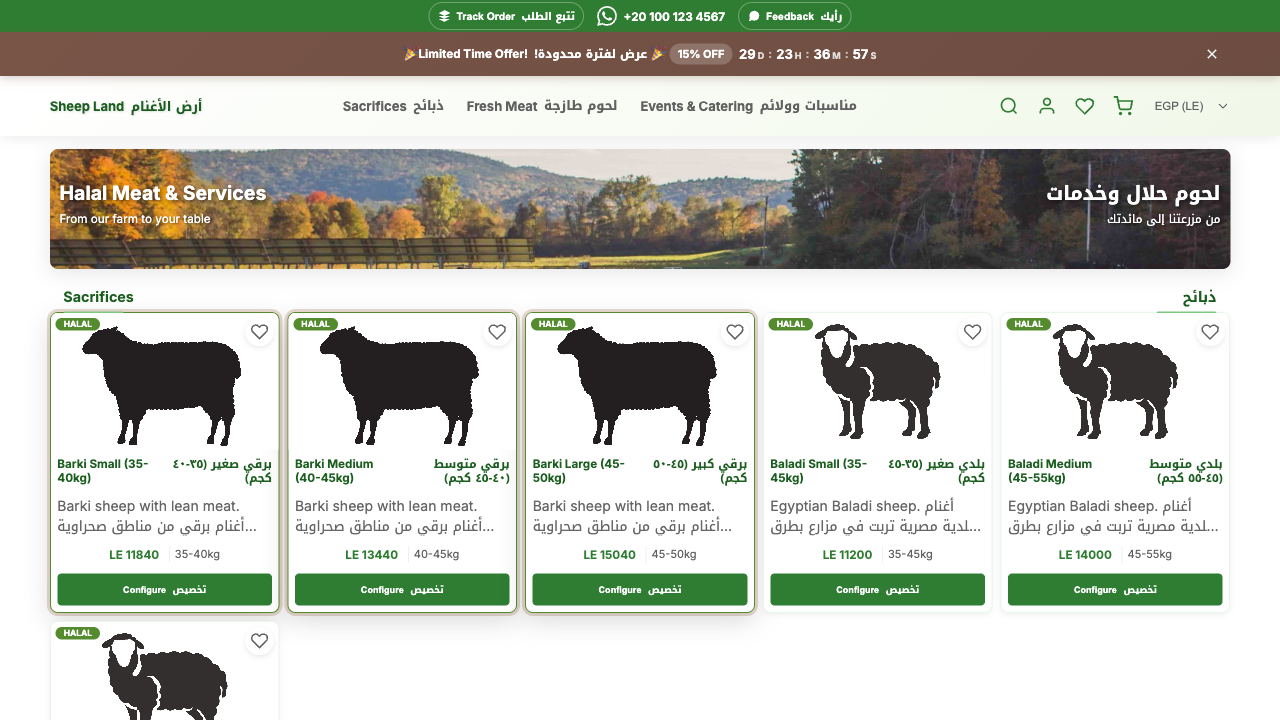 Track Order تتبع الطلب
+20 100 123 4567
Feedback رأيك
🎉Limited Time Offer! عرض لفترة محدودة! 🎉 15% OFF 29 D : 23 H : 36 M : 57 S
Sheep Land أرض الأغنام
Sacrifices ذبائح
Fresh Meat لحوم طازجة
Events & Catering مناسبات وولائم
EGP (LE)
Halal Meat & Services
From our farm to your table
لحوم حلال وخدمات
من مزرعتنا إلى مائدتك
Sacrifices
ذبائح
HALAL
Barki Small (35-
40kg)
برقي صغير (٣٥-٤٠
كجم)
Barki sheep with lean meat.
أغنام برقي من مناطق صحراوية...
LE 11840 35-40kg
Configure تخصيص
HALAL
Barki Medium
(40-45kg)
برقي متوسط
(٤٠-٤٥ كجم)
Barki sheep with lean meat.
أغنام برقي من مناطق صحراوية...
LE 13440 40-45kg
Configure تخصيص
HALAL
Barki Large (45-
50kg)
برقي كبير (٤٥-٥٠
كجم)
Barki sheep with lean meat.
أغنام برقي من مناطق صحراوية...
LE 15040 45-50kg
Configure تخصيص
HALAL
Baladi Small (35-
45kg)
بلدي صغير (٣٥-٤٥
كجم)
Egyptian Baladi sheep. أغنام
بلدية مصرية تربت في مزارع بطرق...
LE 11200 35-45kg
Configure تخصيص
HALAL
Baladi Medium
(45-55kg)
بلدي متوسط
(٤٥-٥٥ كجم)
Egyptian Baladi sheep. أغنام
بلدية مصرية تربت في مزارع بطرق...
LE 14000 45-55kg
Configure تخصيص
HALAL